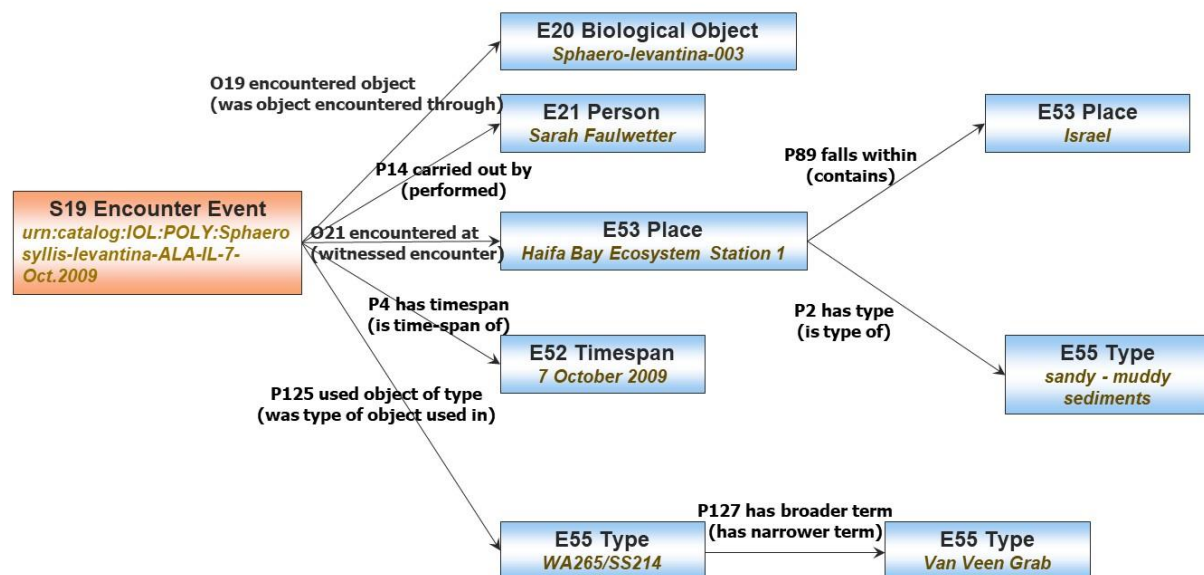 E20 Biological Object
Sphaero-levantina-003
O19 encountered object
(was object encountered through)
E21 Person
Sarah Faulwetter
E53 Place
Israel
P89 falls within
(contains)
P14 carried out by
(performed)
S19 Encounter Event
urn:catalog:IOL:POLY:Sphaero
syllis-levantina-ALA-IL-7-
Oct.2009
O21 encountered at
(witnessed encounter)
E53 Place
Haifa Bay Ecosystem Station 1
P4 has timespan
(is time-span of)
P2 has type
(is type of)
E52 Timespan
7 October 2009
E55 Type
sandy - muddy
sediments
P125 used object of type
(was type of object used in)
P127 has broader term
(has narrower term)
E55 Type
WA265/SS214
E55 Type
Van Veen Grab